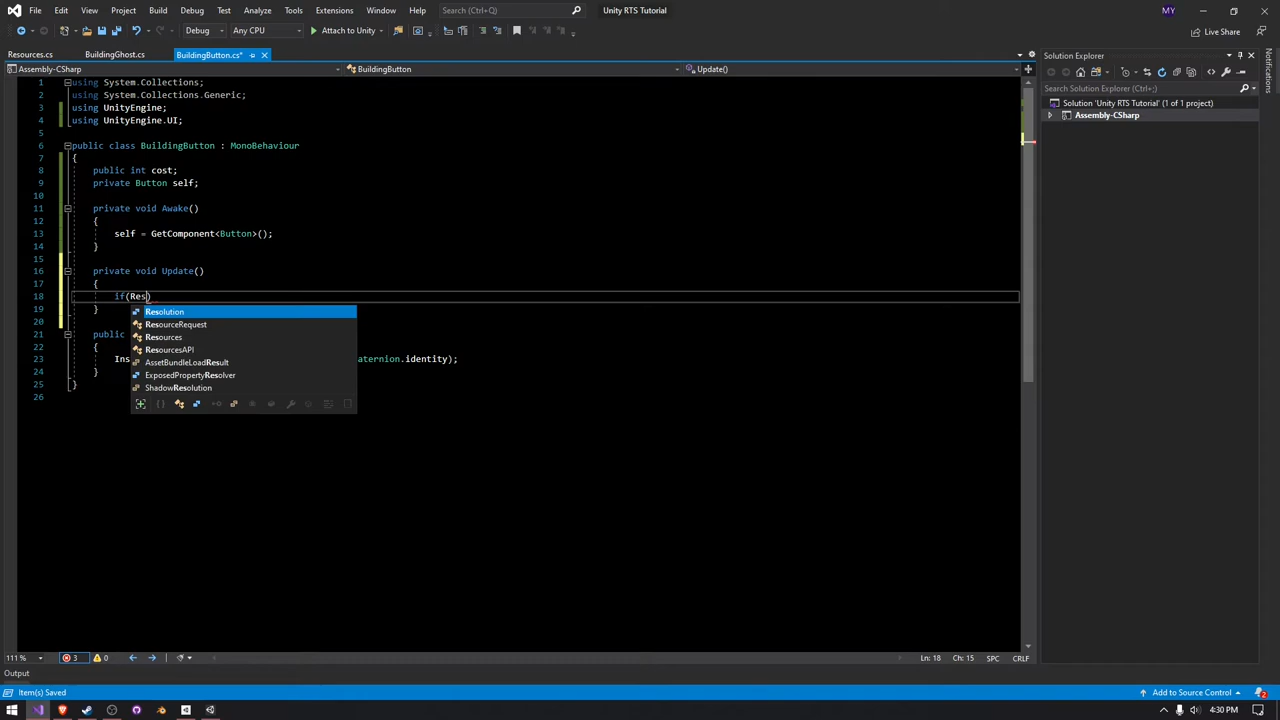 File Edit View Project Build Debug Test Analyze Tools Extensions Window Help Search (Ctrl+Q) Unity RTS Tutorial MY
Debug Any CPU Attach to Unity Live Share
Resources.cs BuildingGhost.cs BuildingButton.cs* Solution Explorer
Assembly-CSharp BuildingButton Update()
Search Solution Explorer (Ctrl+;)
Solution 'Unity RTS Tutorial' (1 of 1 project)
Assembly-CSharp
Notifications
1 using System.Collections;
2 using System.Collections.Generic;
3 using UnityEngine;
4 using UnityEngine.UI;
5
6 public class BuildingButton : MonoBehaviour
7 {
8 public int cost;
9 private Button self;
10
11 private void Awake()
12 {
13 self = GetComponent<Button>();
14 }
15
16 private void Update()
17 {
18 if(Res)
19 }
20
21 public
22 {
23 Ins aternion.identity);
24 }
25 }
26
Resolution
ResourceRequest
Resources
ResourcesAPI
AssetBundleLoadResult
ExposedPropertyResolver
ShadowResolution
111 % 3 0 Ln: 18 Ch: 15 SPC CRLF
Output
Item(s) Saved Add to Source Control 2
4:30 PM